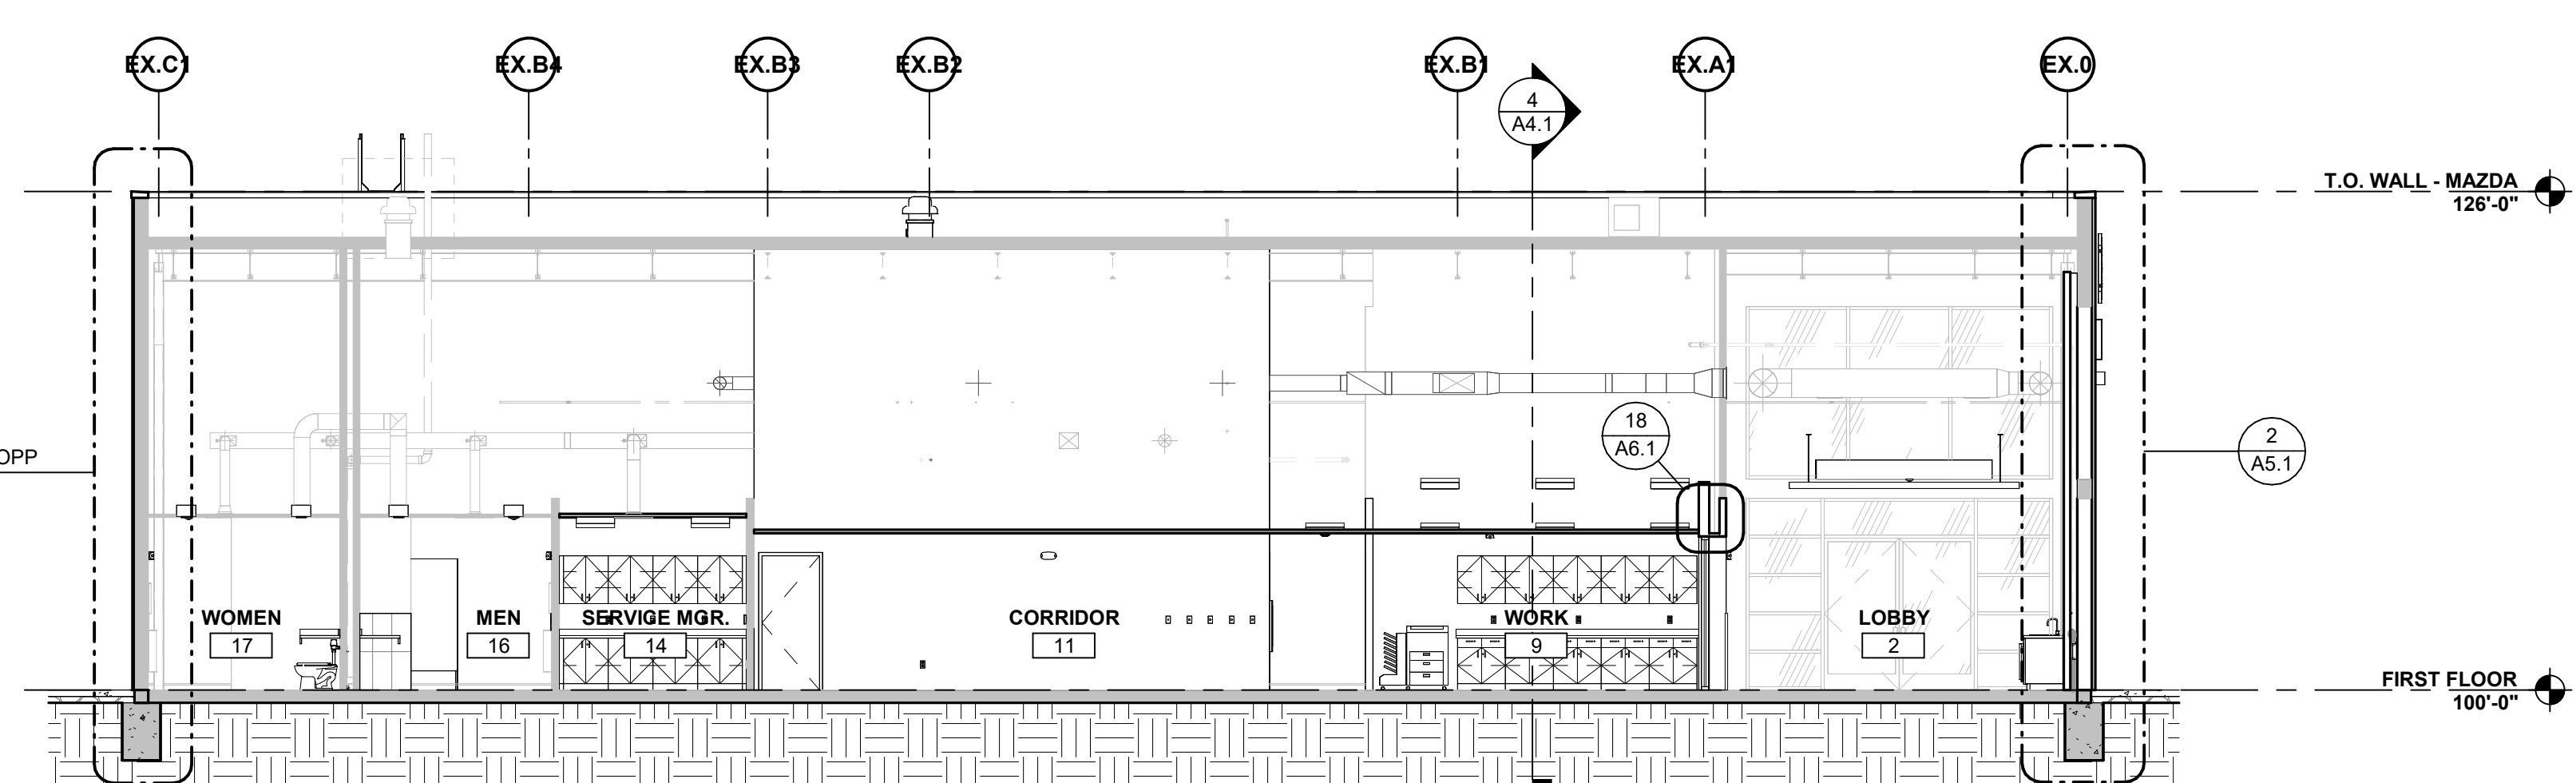 EX.C1
EX.B4
EX.B3
EX.B2
EX.B1
EX.A1
EX.0
4
A4.1
T.O. WALL - MAZDA
126'-0"
18
A6.1
2
A5.1
OPP
WOMEN
17
MEN
16
SERVICE MGR.
14
CORRIDOR
11
WORK
9
LOBBY
2
FIRST FLOOR
100'-0"